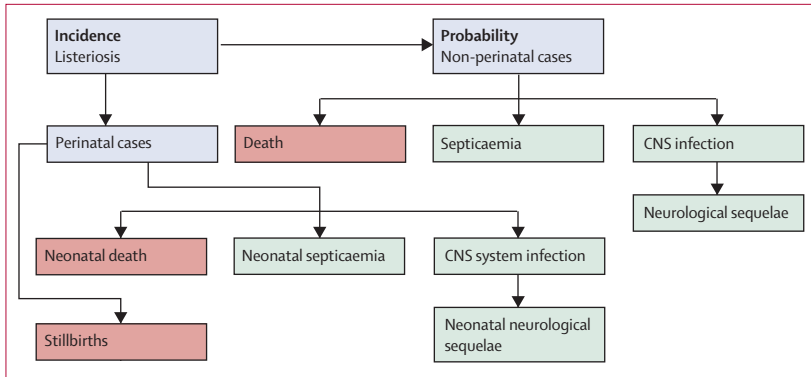 Incidence
Listeriosis
Probability
Non-perinatal cases
Perinatal cases
Death
Septicaemia
CNS infection
Neurological sequelae
Neonatal death
Neonatal septicaemia
CNS system infection
Stillbirths
Neonatal neurological
sequelae